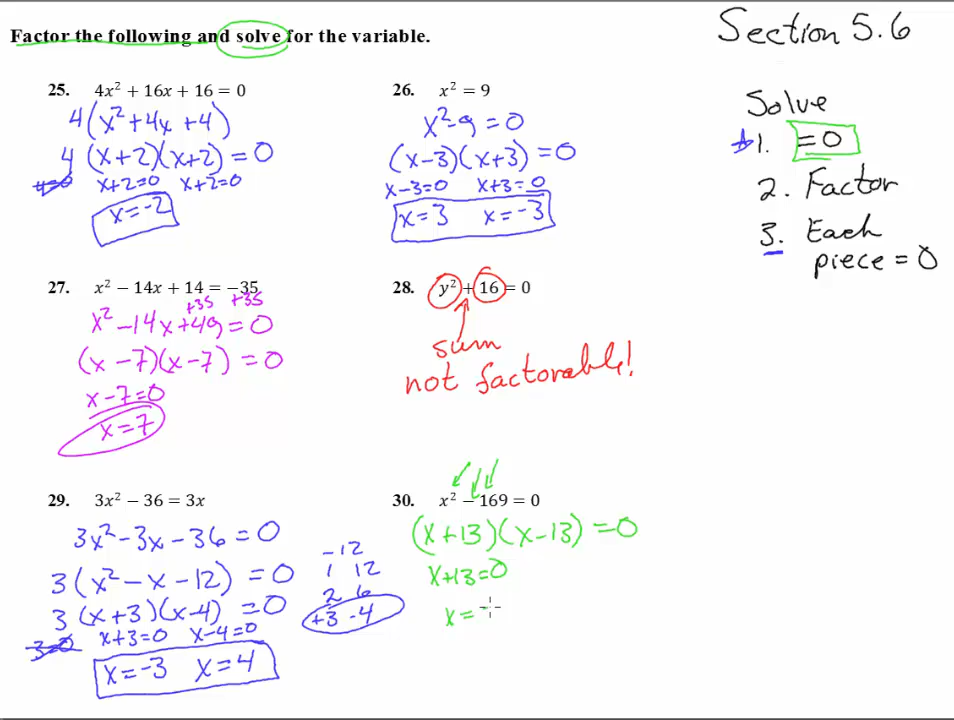 Factor the following and solve for the variable.
Section 5.6
Solve
1. = 0
2. Factor
3. Each
piece = 0
25. 4x² + 16x + 16 = 0
4(x² + 4x + 4)
4 (x+2)(x+2) = 0
4=0 x+2=0 x+2=0
x = -2
26. x² = 9
x² - 9 = 0
(x-3)(x+3) = 0
x-3=0 x+3=0
x = 3 x = -3
27. x² − 14x + 14 = −35
+35 +35
x² - 14x + 49 = 0
(x - 7)(x - 7) = 0
x - 7 = 0
x = 7
28. y² + 16 = 0
sum
not factorable!
29. 3x² − 36 = 3x
3x² - 3x - 36 = 0
3(x² - x - 12) = 0
3 (x+3)(x-4) = 0
3=0 x+3=0 x-4=0
x = -3 x = 4
-12
1 12
2 6
+3 -4
30. x² − 169 = 0
(x+13)(x-13) = 0
x+13=0
x = -